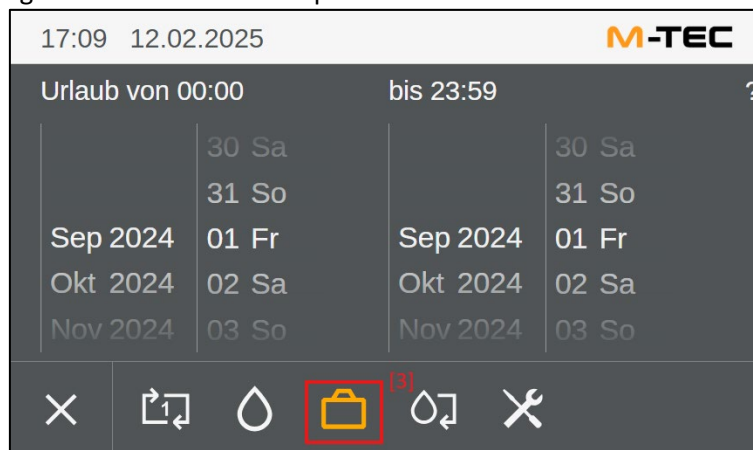 17:09 12.02.2025 M-TEC
Urlaub von 00:00 bis 23:59 ?
30 Sa 30 Sa
31 So 31 So
Sep 2024 01 Fr Sep 2024 01 Fr
Okt 2024 02 Sa Okt 2024 02 Sa
Nov 2024 03 So Nov 2024 03 So
[3]
1